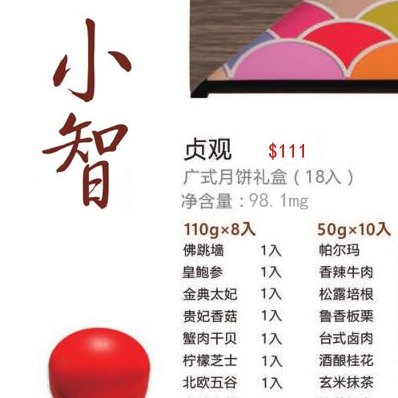 小智
贞观 $111
广式月饼礼盒（18入）
净含量：98.1mg
110g×8入 50g×10入
佛跳墙 1入 帕尔玛
皇鲍参 1入 香辣牛肉
金典太妃 1入 松露培根
贵妃香菇 1入 鲁香板栗
蟹肉干贝 1入 台式卤肉
柠檬芝士 1入 酒酿桂花
北欧五谷 1入 玄米抹茶